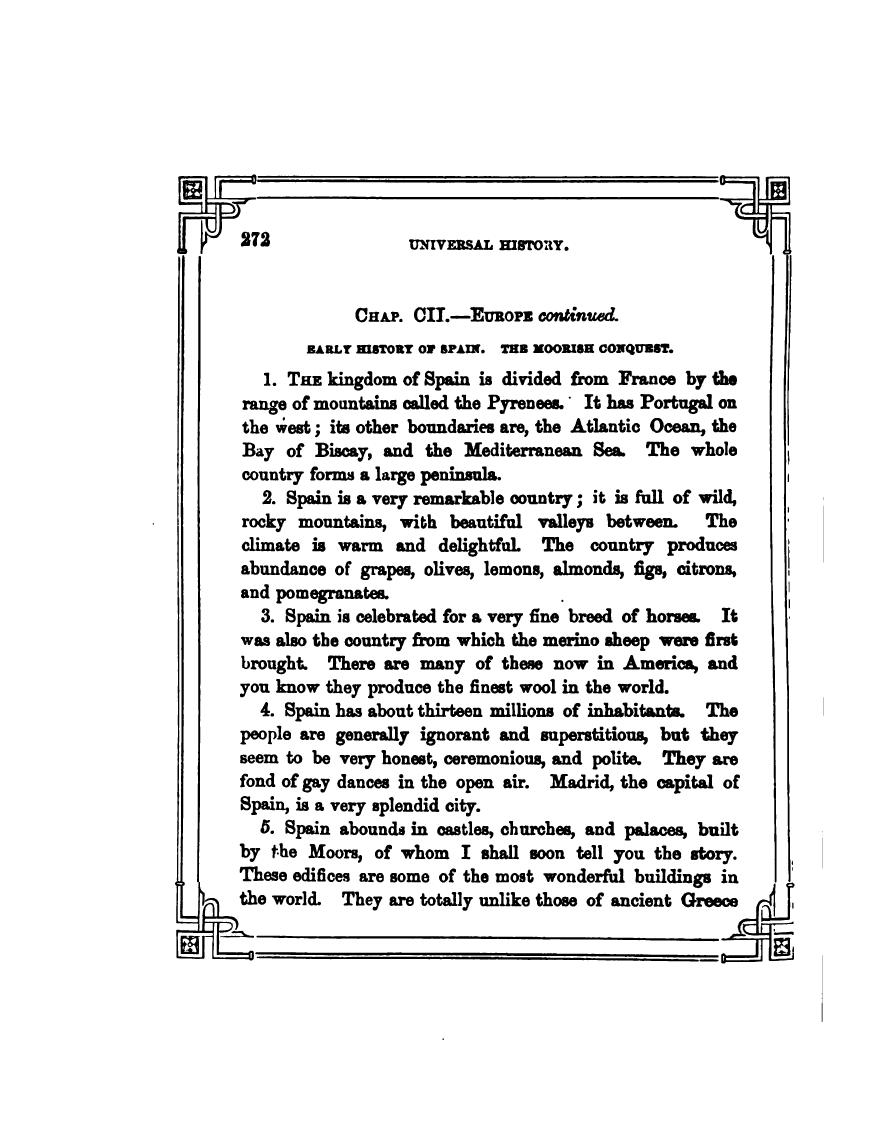 272
UNIVERSAL HISTORY.
CHAP. CII.—EUROPE continued.
EARLY HISTORY OF SPAIN. THE MOORISH CONQUEST.
1. THE kingdom of Spain is divided from France by the
range of mountains called the Pyrenees. It has Portugal on
the west; its other boundaries are, the Atlantic Ocean, the
Bay of Biscay, and the Mediterranean Sea. The whole
country forms a large peninsula.
2. Spain is a very remarkable country; it is full of wild,
rocky mountains, with beautiful valleys between. The
climate is warm and delightful. The country produces
abundance of grapes, olives, lemons, almonds, figs, citrons,
and pomegranates.
3. Spain is celebrated for a very fine breed of horses. It
was also the country from which the merino sheep were first
brought. There are many of these now in America, and
you know they produce the finest wool in the world.
4. Spain has about thirteen millions of inhabitants. The
people are generally ignorant and superstitious, but they
seem to be very honest, ceremonious, and polite. They are
fond of gay dances in the open air. Madrid, the capital of
Spain, is a very splendid city.
5. Spain abounds in castles, churches, and palaces, built
by the Moors, of whom I shall soon tell you the story.
These edifices are some of the most wonderful buildings in
the world. They are totally unlike those of ancient Greece